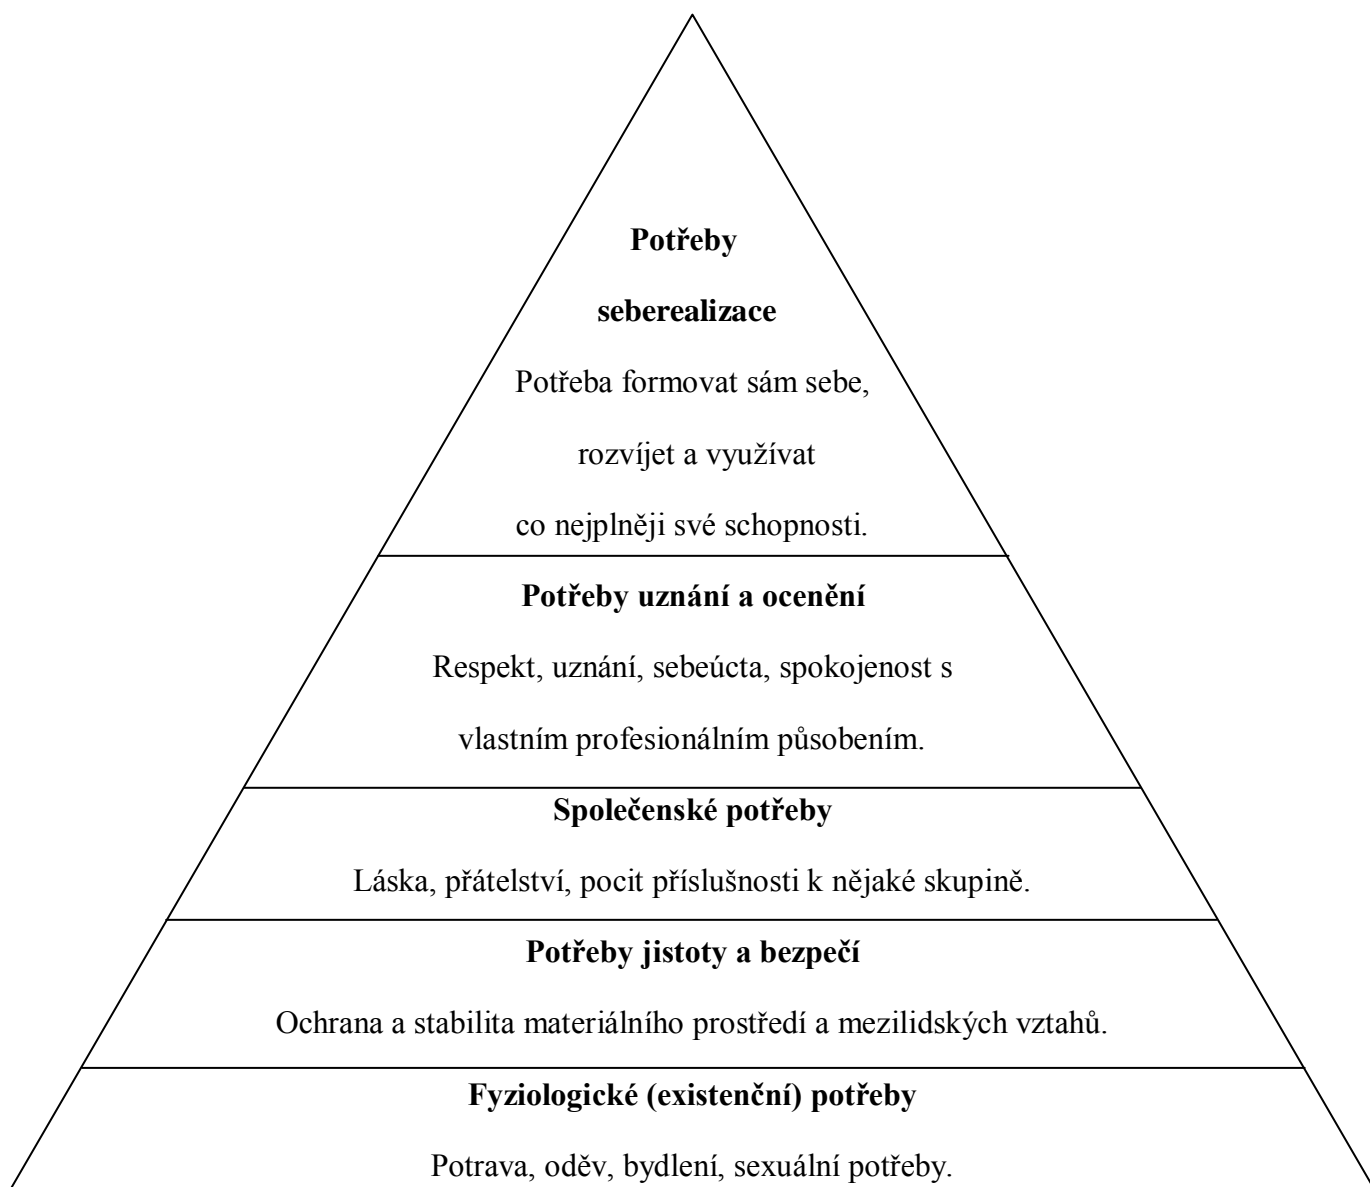 Potřeby
seberealizace
Potřeba formovat sám sebe,
rozvíjet a využívat
co nejplněji své schopnosti.
Potřeby uznání a ocenění
Respekt, uznání, sebeúcta, spokojenost s
vlastním profesionálním působením.
Společenské potřeby
Láska, přátelství, pocit příslušnosti k nějaké skupině.
Potřeby jistoty a bezpečí
Ochrana a stabilita materiálního prostředí a mezilidských vztahů.
Fyziologické (existenční) potřeby
Potrava, oděv, bydlení, sexuální potřeby.